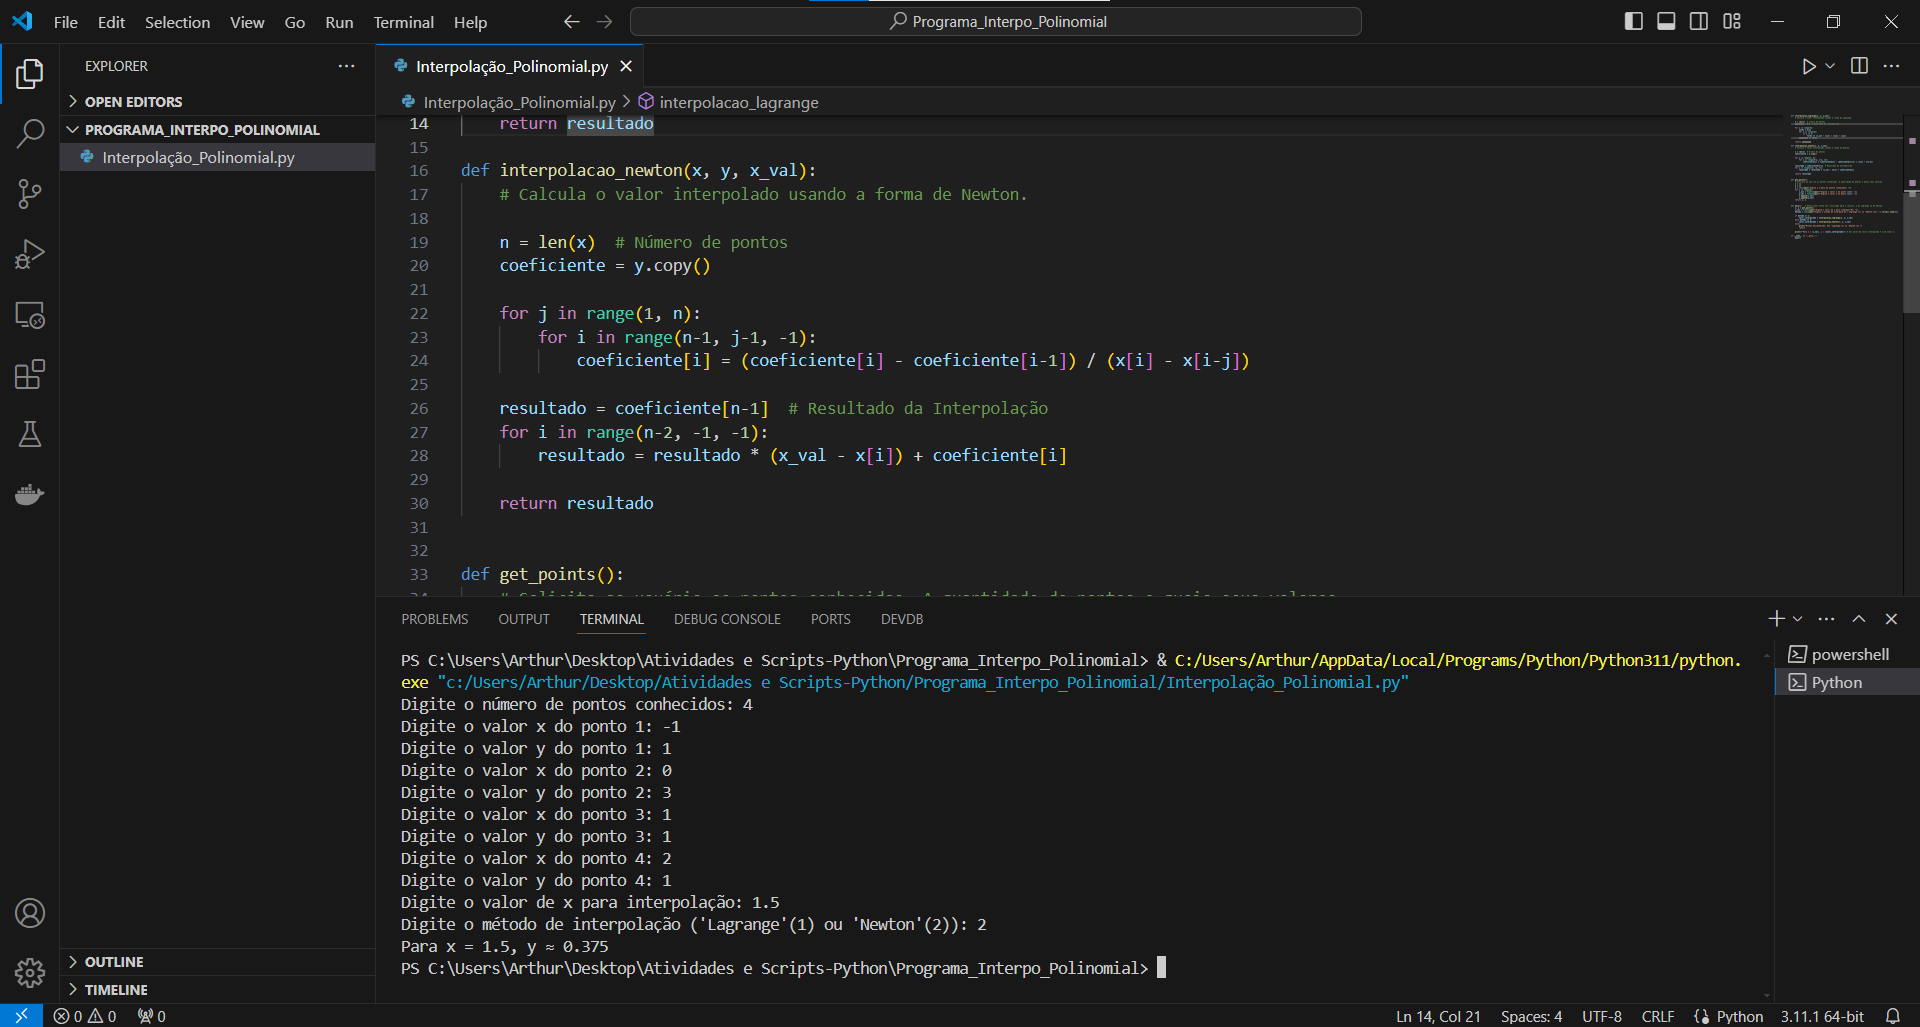 File Edit Selection View Go Run Terminal Help
Programa_Interpo_Polinomial
EXPLORER
OPEN EDITORS
PROGRAMA_INTERPO_POLINOMIAL
Interpolação_Polinomial.py
Interpolação_Polinomial.py
Interpolação_Polinomial.py > interpolacao_lagrange
14 return resultado
15
16 def interpolacao_newton(x, y, x_val):
17 # Calcula o valor interpolado usando a forma de Newton.
18
19 n = len(x) # Número de pontos
20 coeficiente = y.copy()
21
22 for j in range(1, n):
23 for i in range(n-1, j-1, -1):
24 coeficiente[i] = (coeficiente[i] - coeficiente[i-1]) / (x[i] - x[i-j])
25
26 resultado = coeficiente[n-1] # Resultado da Interpolação
27 for i in range(n-2, -1, -1):
28 resultado = resultado * (x_val - x[i]) + coeficiente[i]
29
30 return resultado
31
32
33 def get_points():
PROBLEMS OUTPUT TERMINAL DEBUG CONSOLE PORTS DEVDB
PS C:\Users\Arthur\Desktop\Atividades e Scripts-Python\Programa_Interpo_Polinomial> & C:/Users/Arthur/AppData/Local/Programs/Python/Python311/python.
exe "c:/Users/Arthur/Desktop/Atividades e Scripts-Python/Programa_Interpo_Polinomial/Interpolação_Polinomial.py"
Digite o número de pontos conhecidos: 4
Digite o valor x do ponto 1: -1
Digite o valor y do ponto 1: 1
Digite o valor x do ponto 2: 0
Digite o valor y do ponto 2: 3
Digite o valor x do ponto 3: 1
Digite o valor y do ponto 3: 1
Digite o valor x do ponto 4: 2
Digite o valor y do ponto 4: 1
Digite o valor de x para interpolação: 1.5
Digite o método de interpolação ('Lagrange'(1) ou 'Newton'(2)): 2
Para x = 1.5, y ≈ 0.375
PS C:\Users\Arthur\Desktop\Atividades e Scripts-Python\Programa_Interpo_Polinomial>
powershell
Python
OUTLINE
TIMELINE
0 0 0
Ln 14, Col 21 Spaces: 4 UTF-8 CRLF Python 3.11.1 64-bit